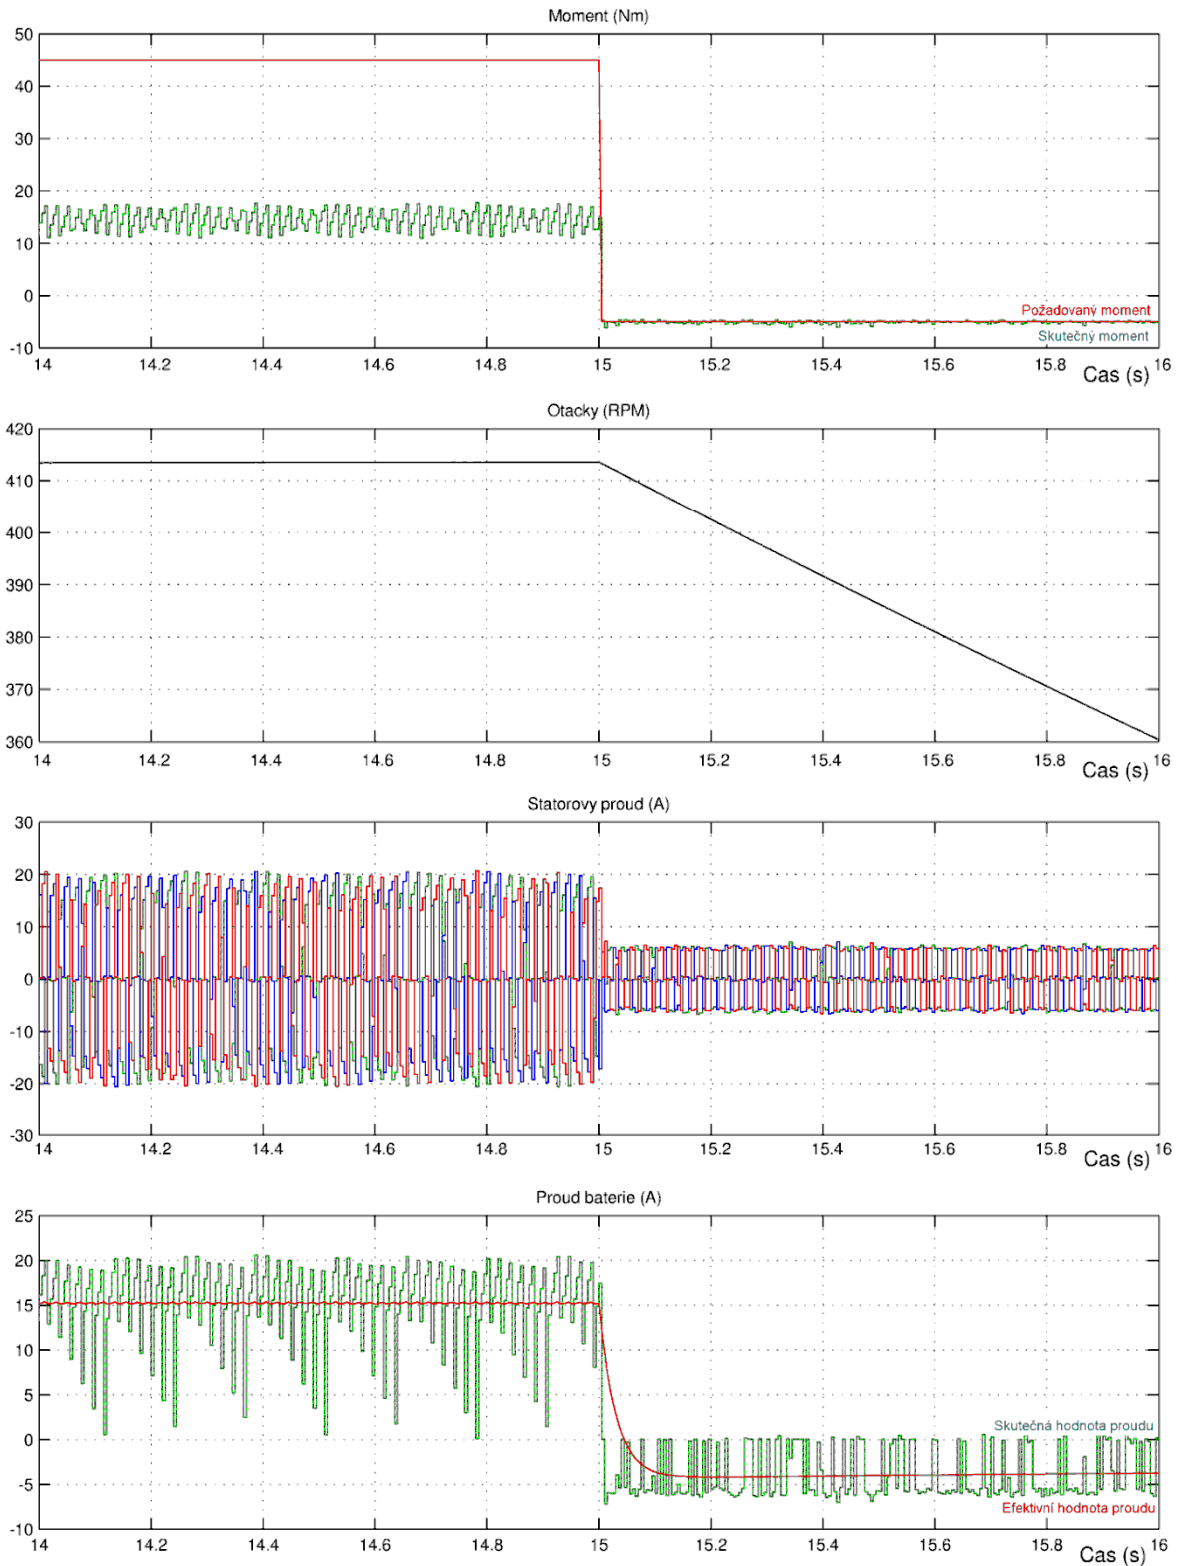 Moment (Nm)
50
40
30
20
10
0
Požadovaný moment
Skutečný moment
-10
14 14.2 14.4 14.6 14.8 15 15.2 15.4 15.6 15.8 16
Cas (s)
Otacky (RPM)
420
410
400
390
380
370
360
14 14.2 14.4 14.6 14.8 15 15.2 15.4 15.6 15.8 16
Cas (s)
Statorovy proud (A)
30
20
10
0
-10
-20
-30
14 14.2 14.4 14.6 14.8 15 15.2 15.4 15.6 15.8 16
Cas (s)
Proud baterie (A)
25
20
15
10
5
Skutečná hodnota proudu
0
-5
Efektivní hodnota proudu
-10
14 14.2 14.4 14.6 14.8 15 15.2 15.4 15.6 15.8 16
Cas (s)